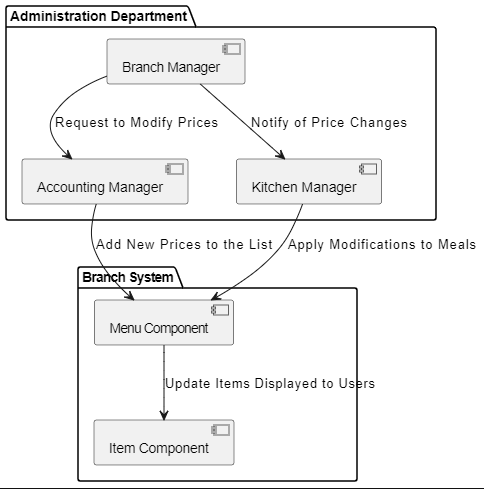 Administration Department
Branch Manager
Request to Modify Prices
Notify of Price Changes
Accounting Manager
Kitchen Manager
Add New Prices to the List
Apply Modifications to Meals
Branch System
Menu Component
Update Items Displayed to Users
Item Component